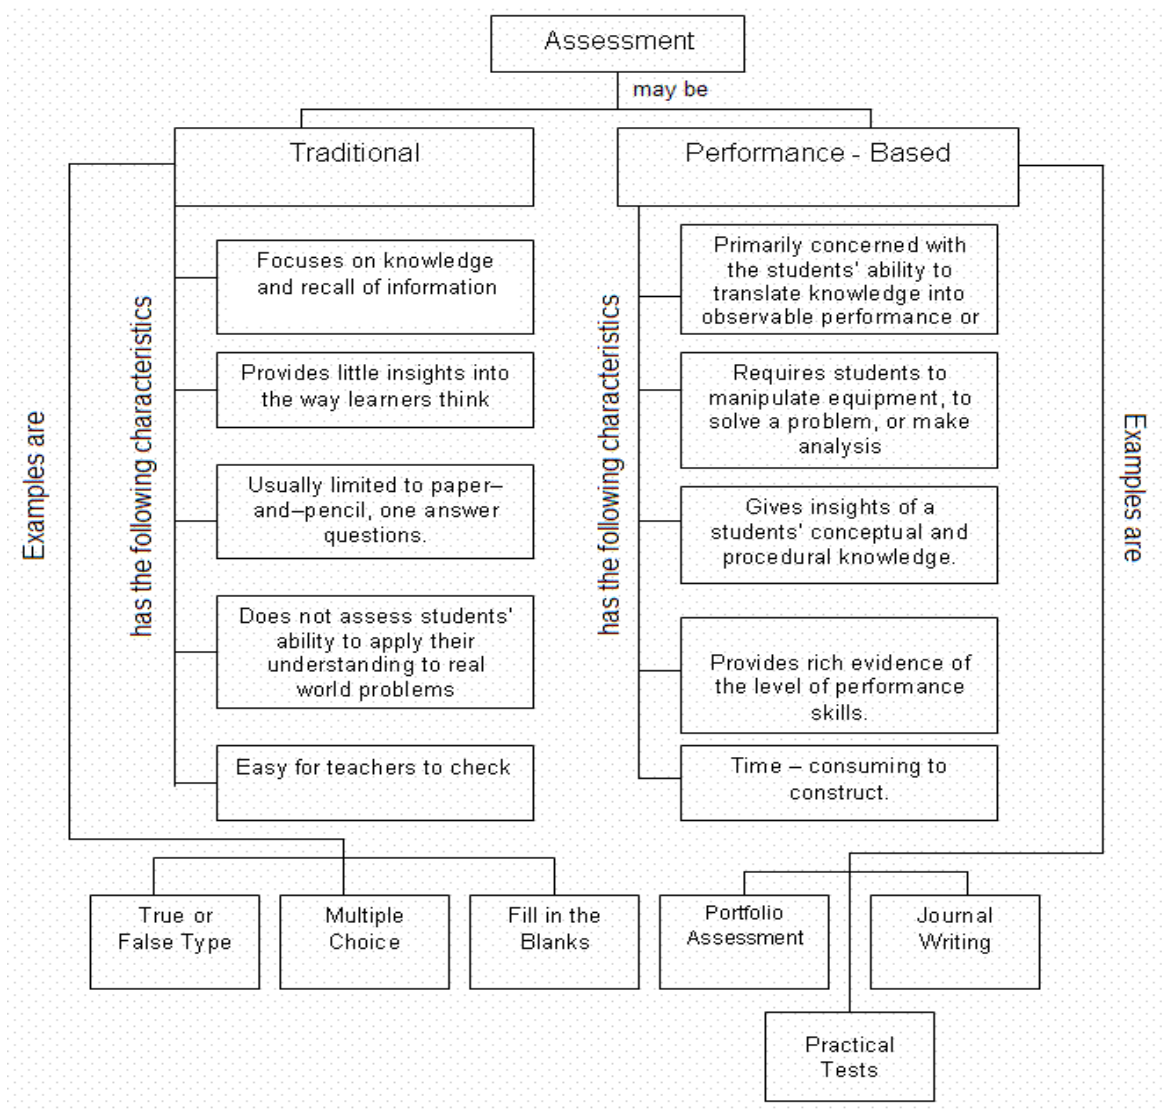 Assessment
may be
Traditional
Performance - Based
Examples are
has the following characteristics
Focuses on knowledge
and recall of information
Provides little insights into
the way learners think
Usually limited to paper–
and–pencil, one answer
questions.
Does not assess students'
ability to apply their
understanding to real
world problems
Easy for teachers to check
has the following characteristics
Primarily concerned with
the students' ability to
translate knowledge into
observable performance or
Requires students to
manipulate equipment, to
solve a problem, or make
analysis
Gives insights of a
students' conceptual and
procedural knowledge.
Provides rich evidence of
the level of performance
skills.
Time – consuming to
construct.
Examples are
True or
False Type
Multiple
Choice
Fill in the
Blanks
Portfolio
Assessment
Journal
Writing
Practical
Tests